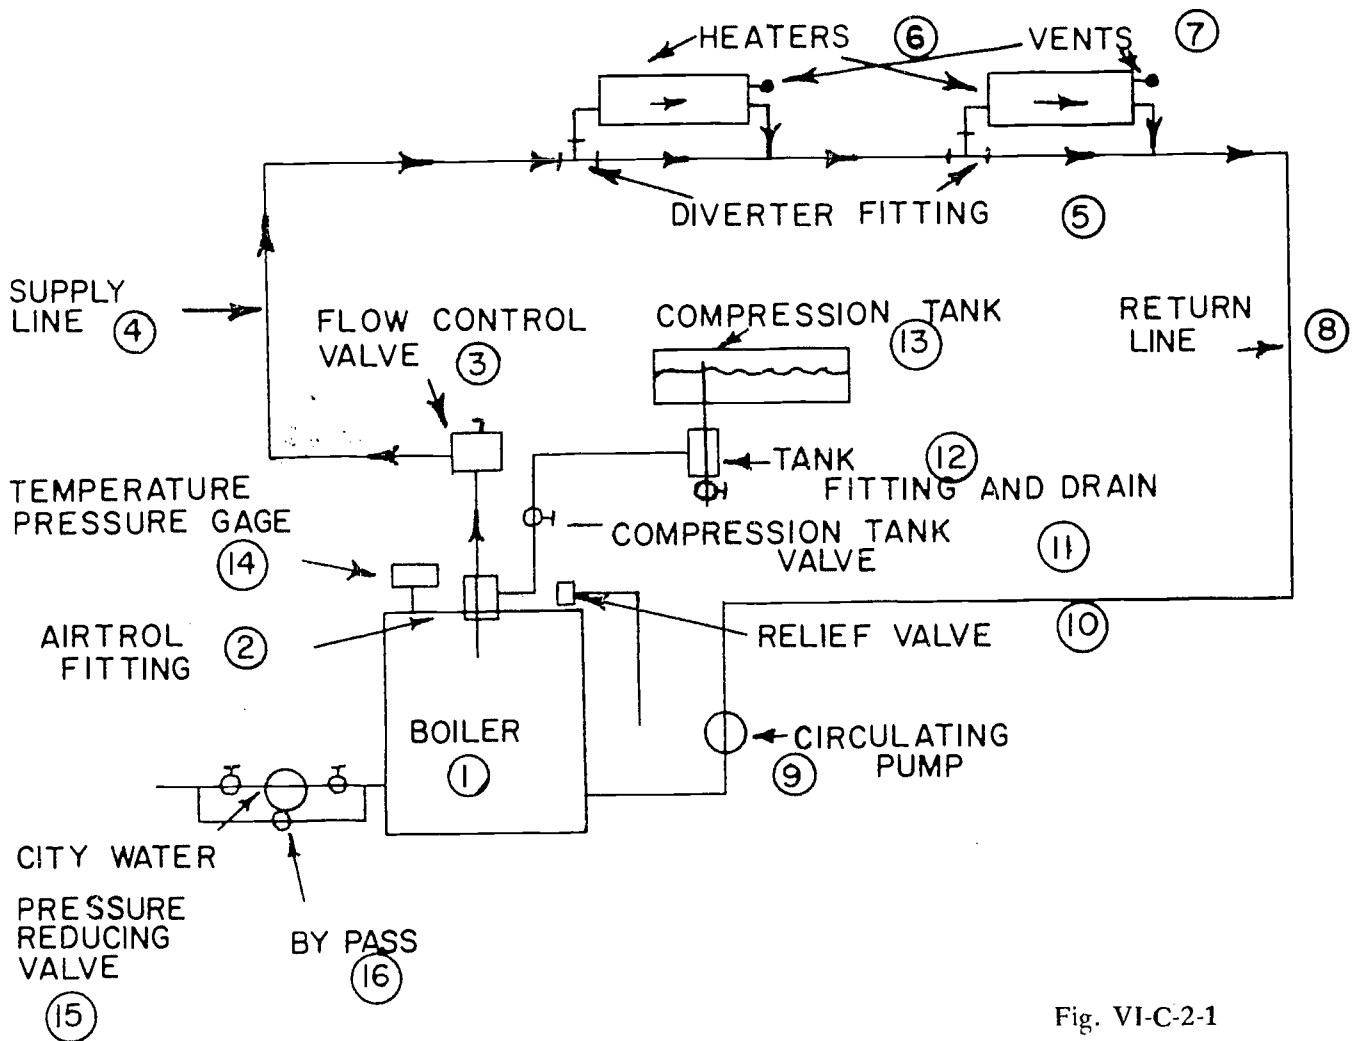 HEATERS 6 VENTS 7
DIVERTER FITTING 5
SUPPLY
LINE 4
FLOW CONTROL
VALVE 3
COMPRESSION TANK
13
RETURN
LINE
8
TANK 12
FITTING AND DRAIN
TEMPERATURE
PRESSURE GAGE
14
COMPRESSION TANK
VALVE
11
AIRTROL
FITTING 2
RELIEF VALVE 10
BOILER
1
CIRCULATING
PUMP
9
CITY WATER
PRESSURE
REDUCING
VALVE
15
BY PASS
16
Fig. VI-C-2-1